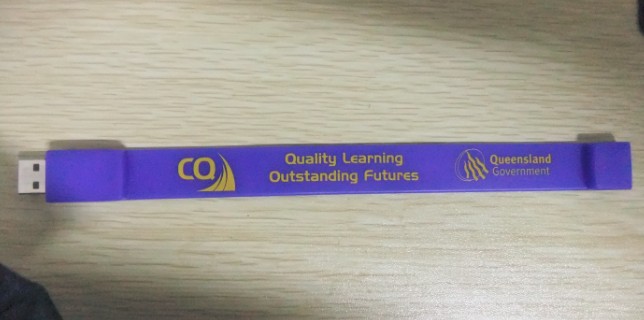 CQ
Quality Learning
Outstanding Futures
Queensland
Government